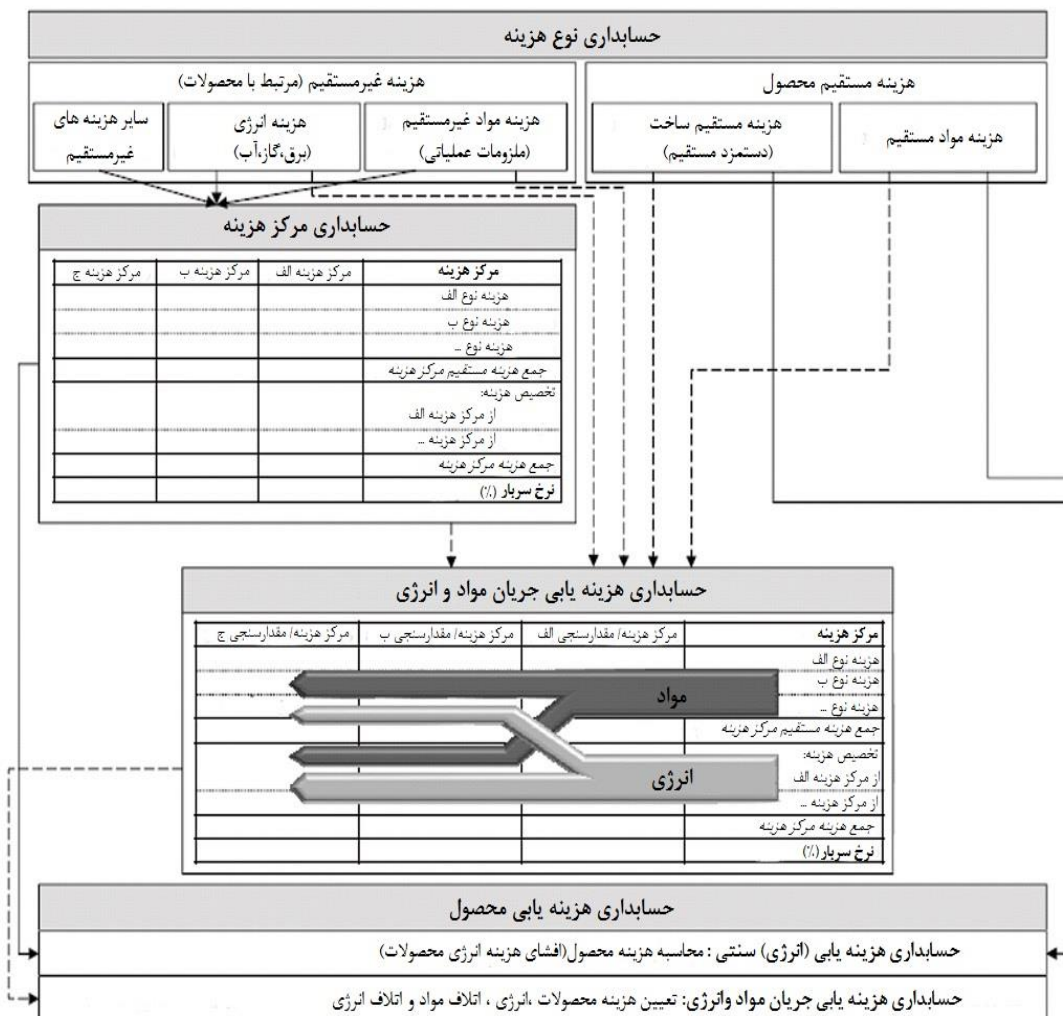 حسابداری نوع هزینه
هزینه مستقیم محصول
هزینه مواد مستقیم
هزینه مستقیم ساخت
(دستمزد مستقیم)
هزینه غیرمستقیم (مرتبط با محصولات)
هزینه مواد غیرمستقیم
(ملزومات عملیاتی)
هزینه انرژی
(برق،گاز،آب)
سایر هزینه های
غیرمستقیم
حسابداری مرکز هزینه
مرکز هزینه مرکز هزینه الف مرکز هزینه ب مرکز هزینه ج
هزینه نوع الف
هزینه نوع ب
هزینه نوع ...
جمع هزینه مستقیم مرکز هزینه
تخصیص هزینه:
از مرکز هزینه الف
از مرکز هزینه ...
جمع هزینه مرکز هزینه
نرخ سربار (٪)
حسابداری هزینه یابی جریان مواد و انرژی
مرکز هزینه مرکز هزینه/ مقدارسنجی الف مرکز هزینه/ مقدارسنجی ب مرکز هزینه/ مقدارسنجی ج
هزینه نوع الف
هزینه نوع ب
هزینه نوع ...
جمع هزینه مستقیم مرکز هزینه
تخصیص هزینه:
از مرکز هزینه الف
از مرکز هزینه ...
جمع هزینه مرکز هزینه
نرخ سربار(٪)
مواد
انرژی
حسابداری هزینه یابی محصول
حسابداری هزینه یابی (انرژی) سنتی : محاسبه هزینه محصول(افشای هزینه انرژی محصولات)
حسابداری هزینه یابی جریان مواد وانرژی: تعیین هزینه محصولات ،انرژی ، اتلاف مواد و اتلاف انرژی